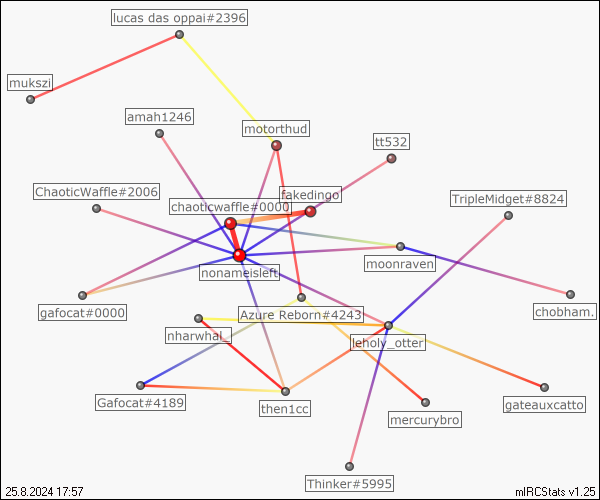 lucas das oppai#2396
mukszi
amah1246
motorthud
tt532
ChaoticWaffle#2006
fakedingo
chaoticwaffle#0000
TripleMidget#8824
nonameisleft
moonraven
gafocat#0000
Azure Reborn#4243
chobham.
nharwhal_
leholy_otter
Gafocat#4189
then1cc
gateauxcatto
mercurybro
Thinker#5995
25.8.2024 17:57
mIRCStats v1.25